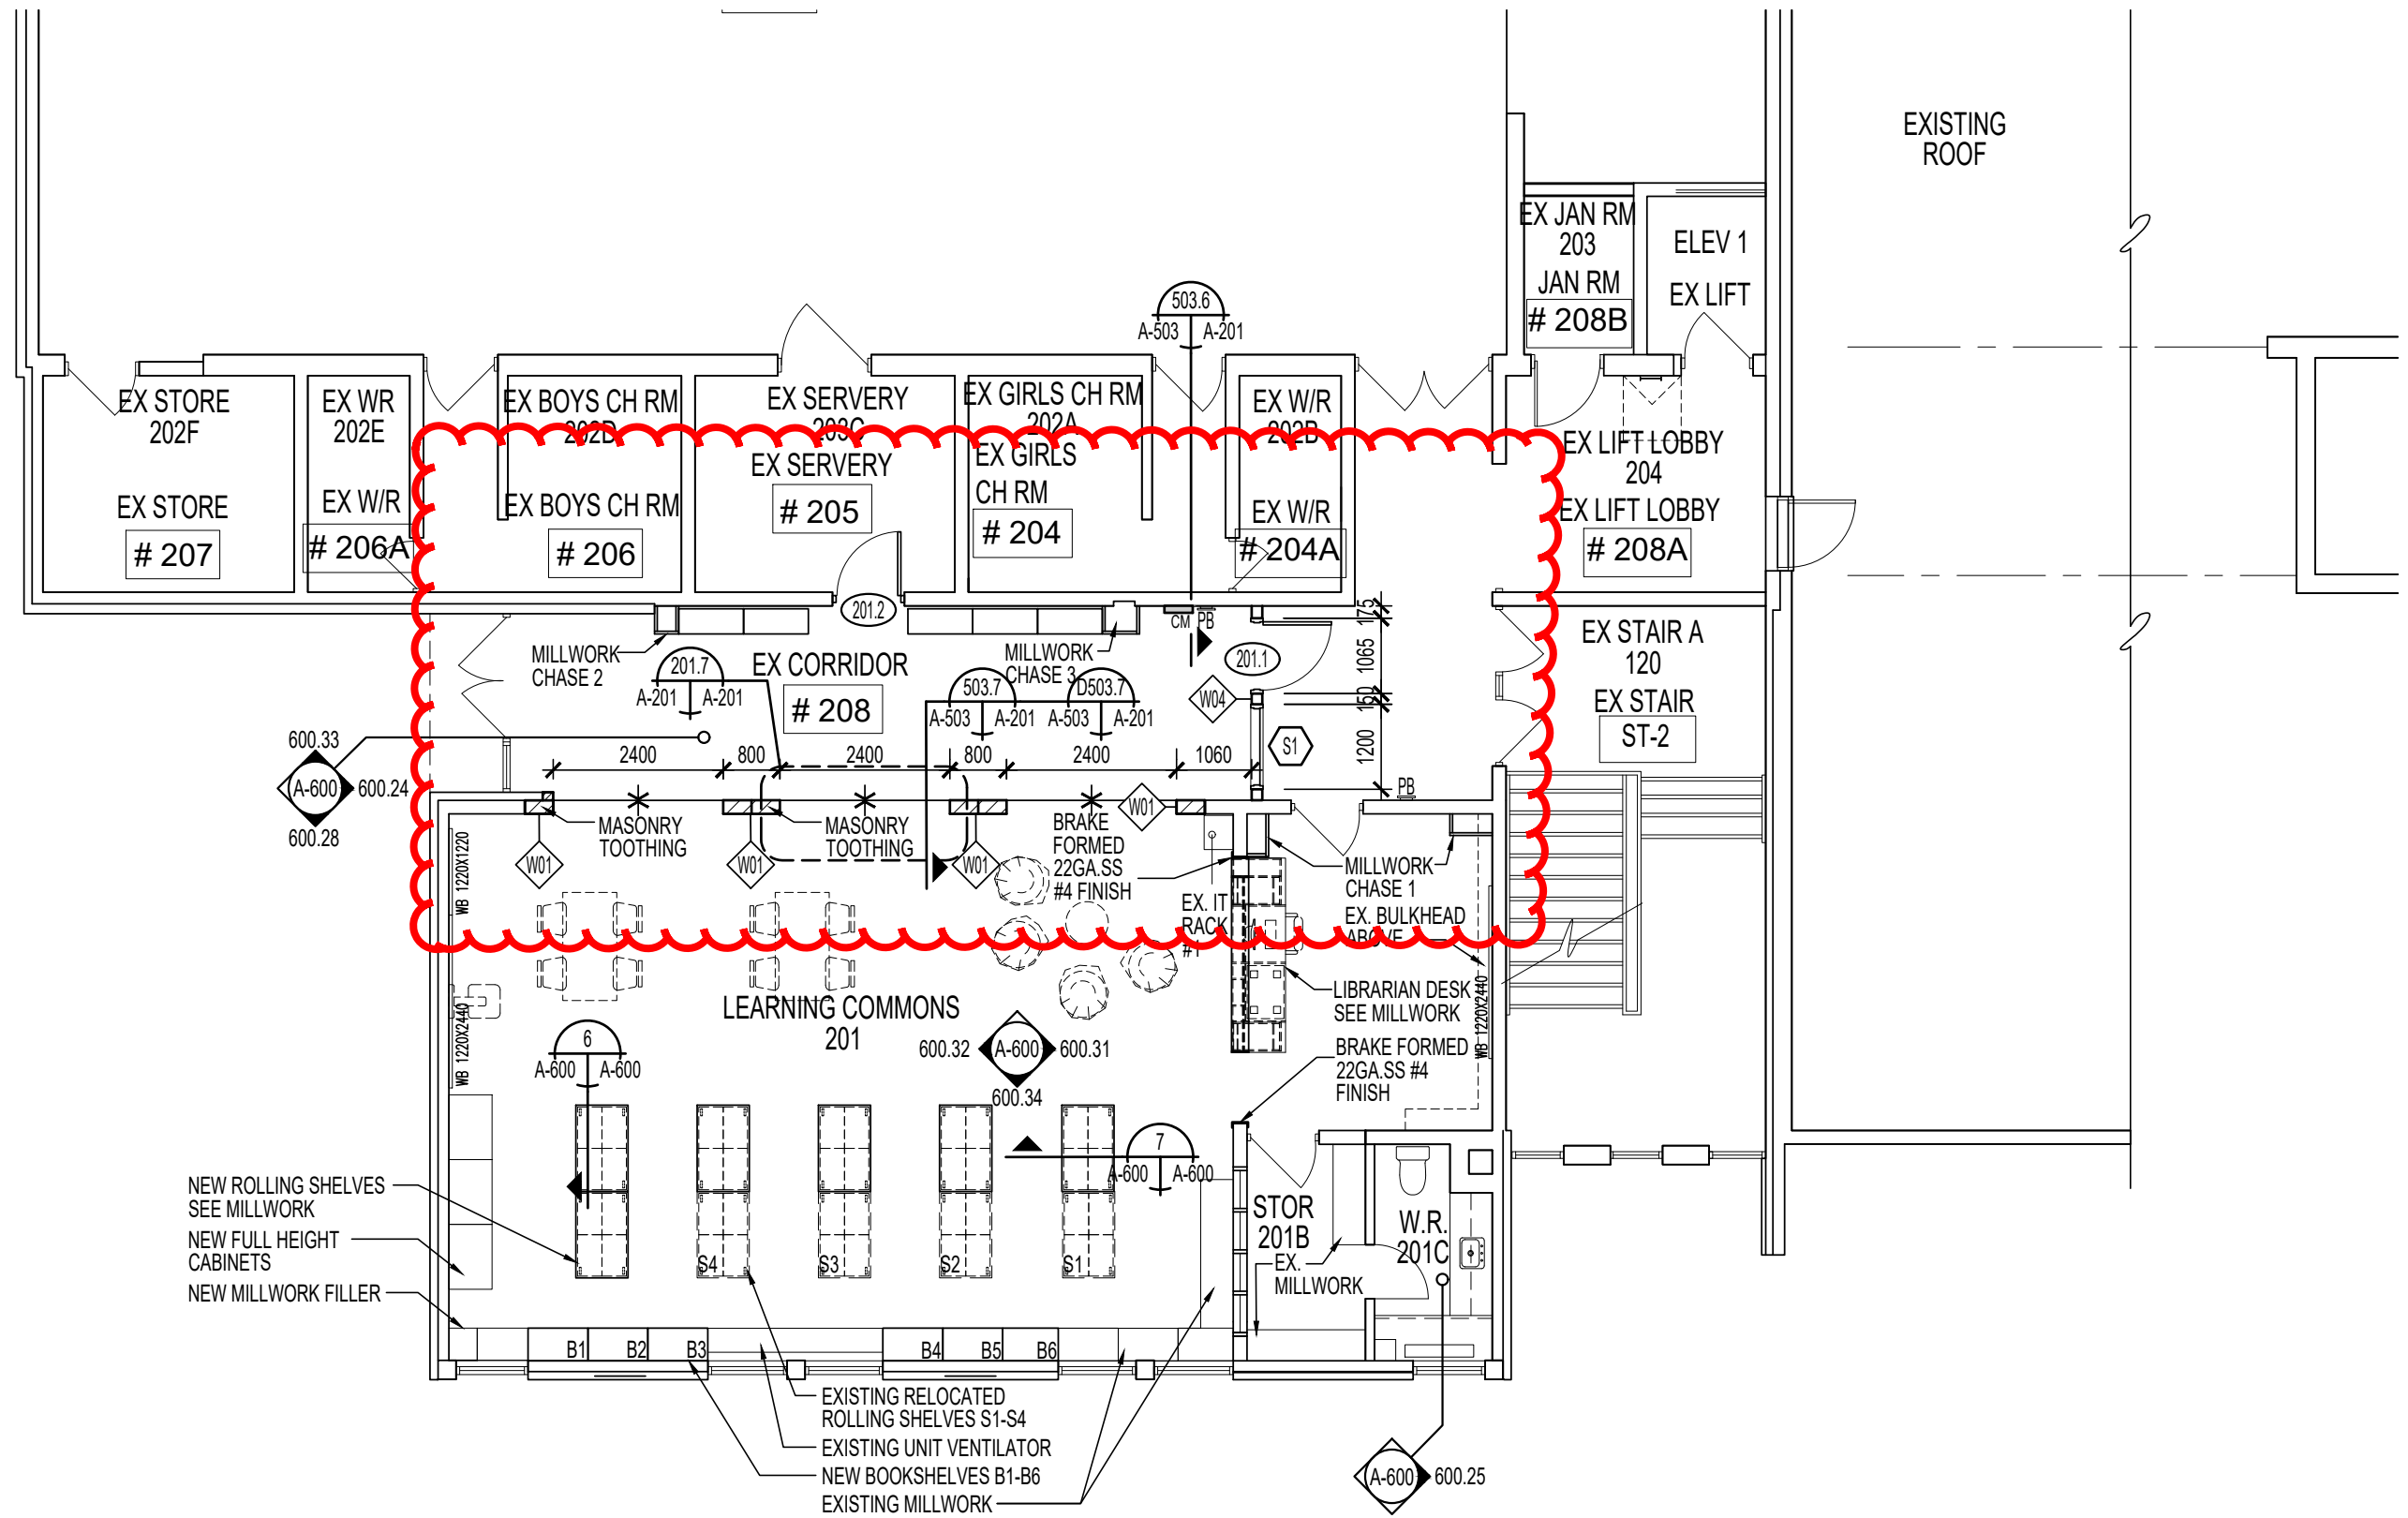 EXISTING
ROOF
EX JAN RM
203
JAN RM
# 208B
ELEV 1
EX LIFT
503.6
A-503
A-201
EX STORE
202F
EX STORE
# 207
EX WR
202E
EX W/R
# 206A
EX BOYS CH RM
202D
EX BOYS CH RM
# 206
EX SERVERY
203C
EX SERVERY
# 205
EX GIRLS CH RM
202A
EX GIRLS
CH RM
# 204
EX W/R
202B
EX W/R
# 204A
EX LIFT LOBBY
204
EX LIFT LOBBY
# 208A
201.2
CM
PB
175
1065
150
1200
201.1
W04
S1
PB
EX STAIR A
120
EX STAIR
ST-2
MILLWORK
CHASE 2
201.7
A-201
A-201
EX CORRIDOR
# 208
MILLWORK
CHASE 3
503.7
A-503
A-201
D503.7
A-503
A-201
600.33
A-600
600.24
600.28
2400
800
2400
800
2400
1060
MASONRY
TOOTHING
MASONRY
TOOTHING
W01
W01
W01
W01
BRAKE
FORMED
22GA.SS
#4 FINISH
EX. IT
RACK
#1
MILLWORK
CHASE 1
EX. BULKHEAD
ABOVE
WB 1220X1220
WB 1220X2440
WB 1220X2440
LIBRARIAN DESK
SEE MILLWORK
BRAKE FORMED
22GA.SS #4
FINISH
LEARNING COMMONS
201
600.32
A-600
600.31
600.34
6
A-600
A-600
7
A-600
A-600
S4
S3
S2
S1
STOR
201B
EX.
MILLWORK
W.R.
201C
NEW ROLLING SHELVES
SEE MILLWORK
NEW FULL HEIGHT
CABINETS
NEW MILLWORK FILLER
B1
B2
B3
B4
B5
B6
EXISTING RELOCATED
ROLLING SHELVES S1-S4
EXISTING UNIT VENTILATOR
NEW BOOKSHELVES B1-B6
EXISTING MILLWORK
A-600
600.25